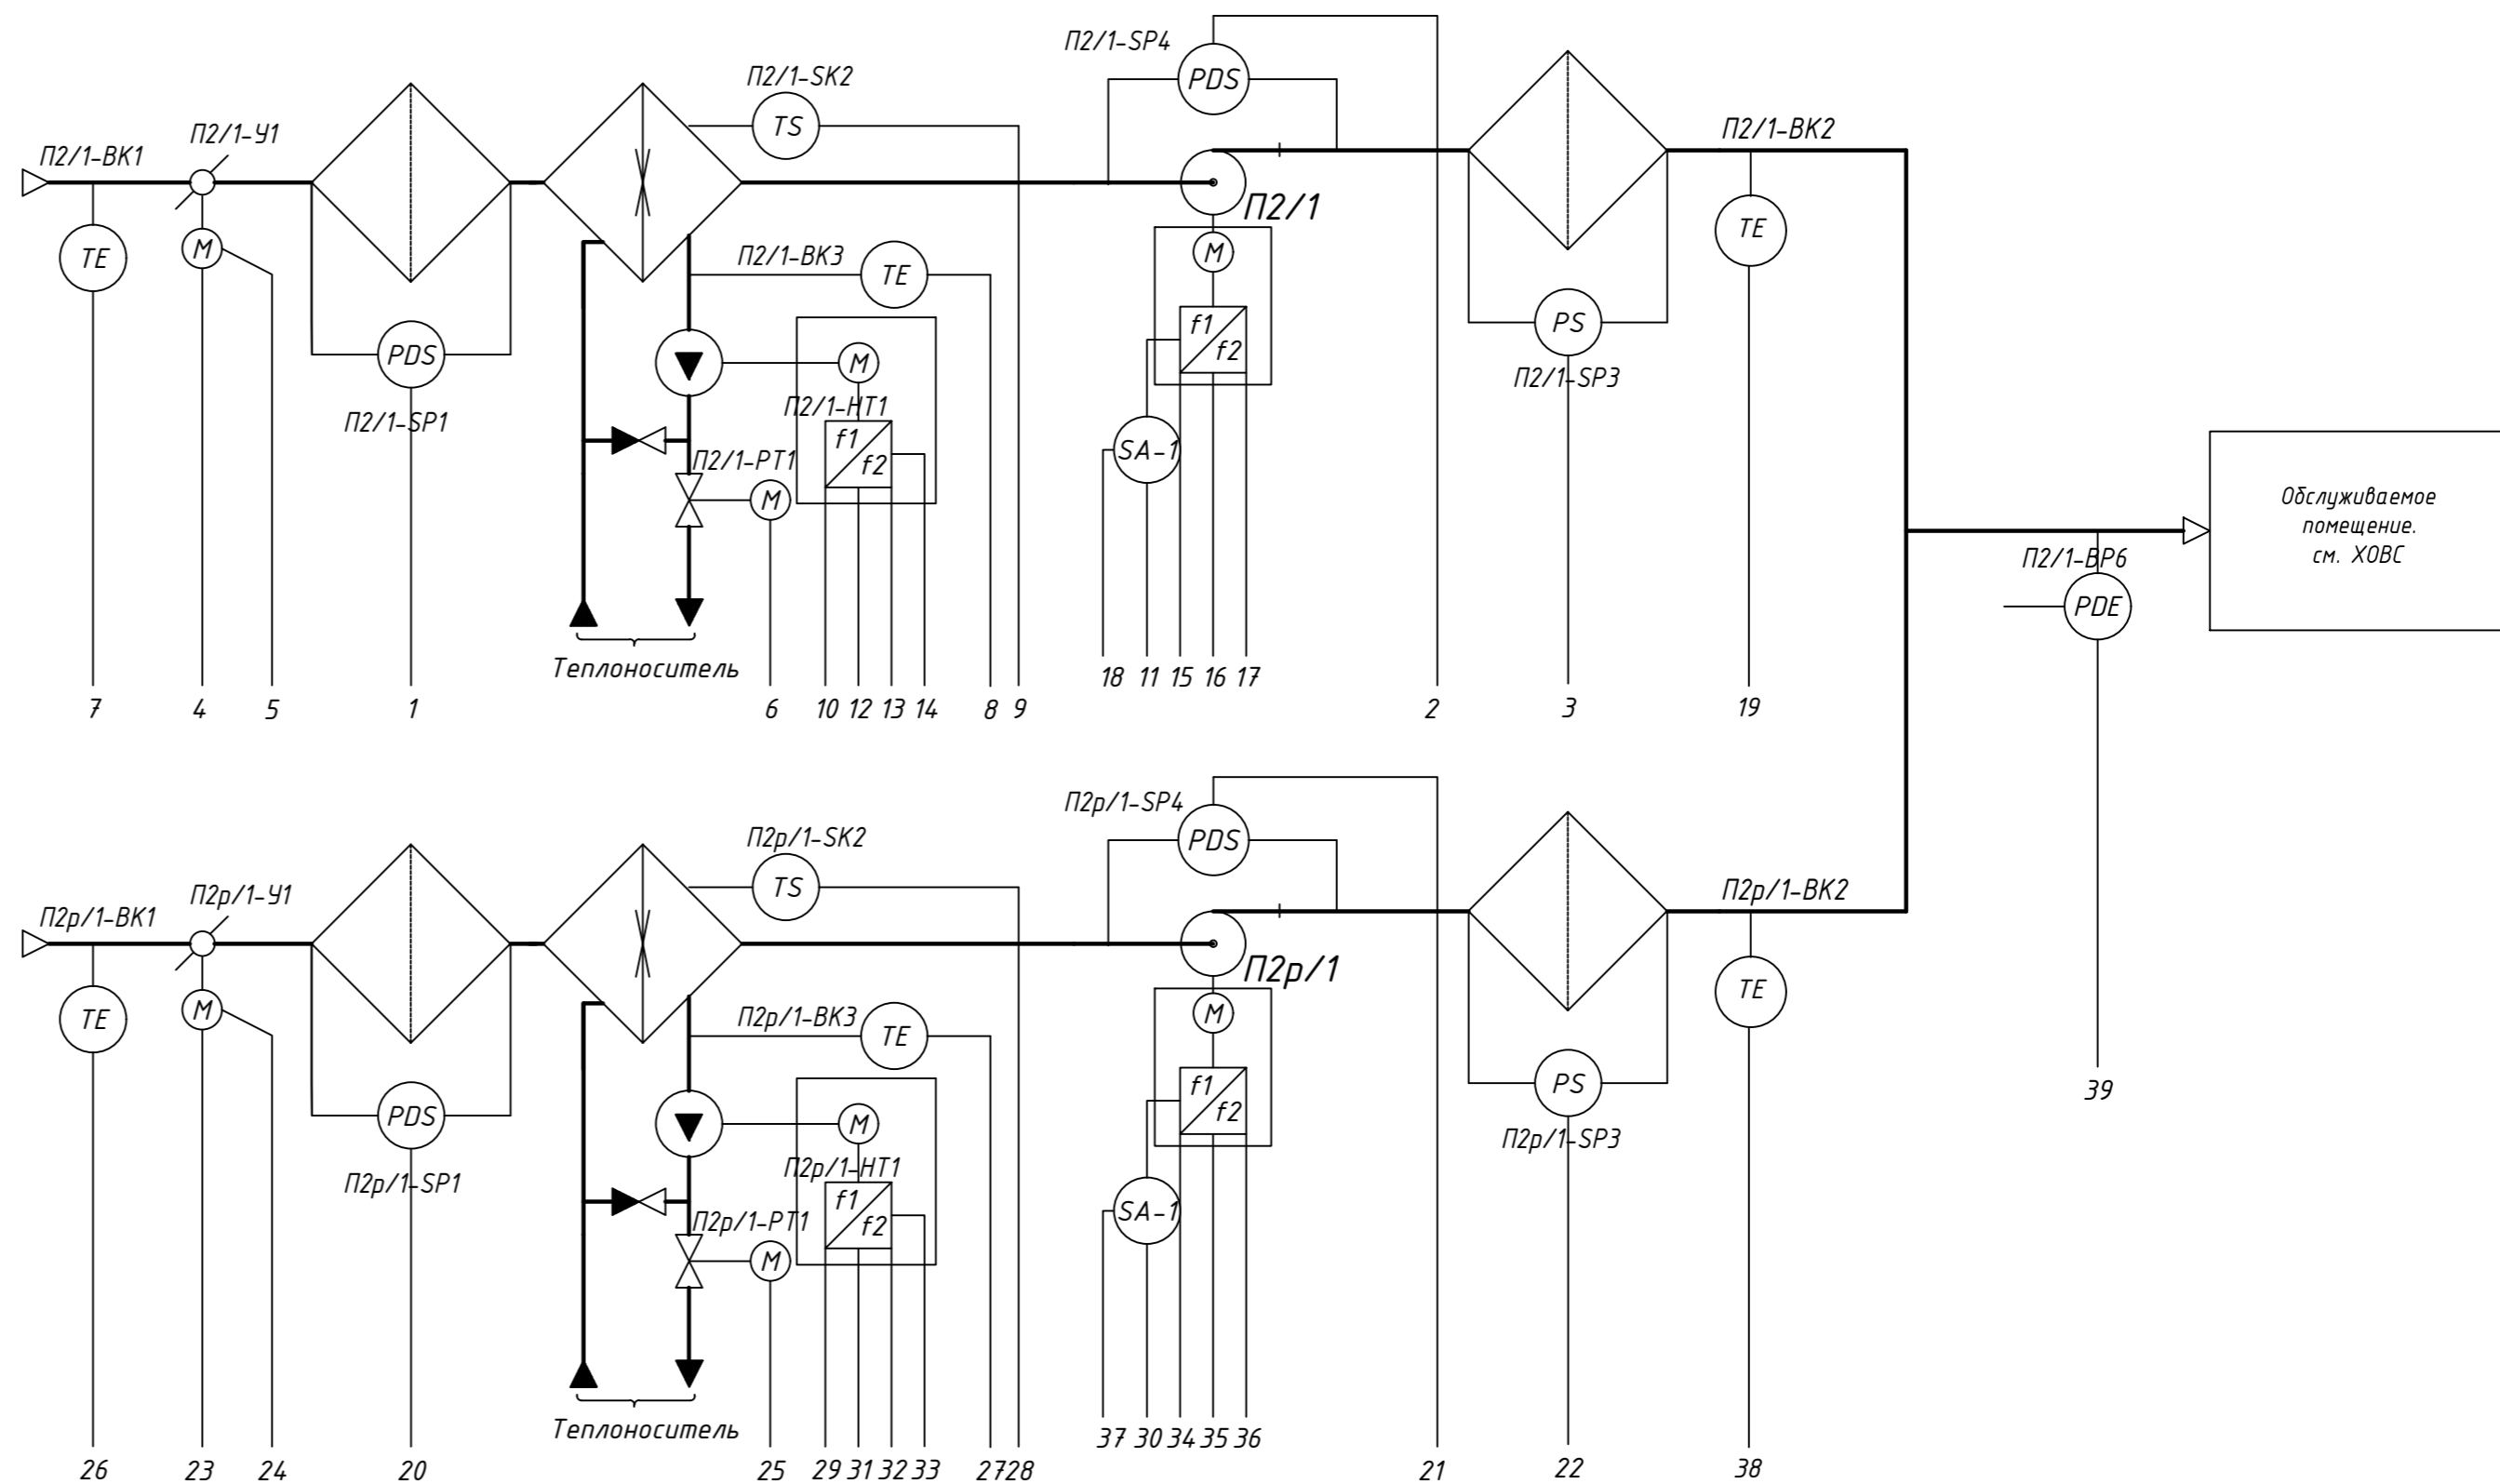 П2/1-SP4
PDS
П2/1-SK2
TS
П2/1-ВК1
П2/1-У1
TE
M
PDS
П2/1-SP1
П2/1-ВК3
TE
M
П2/1-НТ1
f1
f2
П2/1-РТ1
M
Теплоноситель
П2/1
M
f1
f2
SA-1
PS
П2/1-SP3
П2/1-ВК2
TE
Обслуживаемое
помещение.
см. ХОВС
П2/1-ВР6
PDE
18 11 15 16 17
7 4 5 1 6 10 12 13 14 8 9 2 3 19
П2р/1-SP4
PDS
П2р/1-SK2
TS
П2р/1-ВК1
П2р/1-У1
TE
M
PDS
П2р/1-SP1
П2р/1-ВК3
TE
M
П2р/1-НТ1
f1
f2
П2р/1-РТ1
M
Теплоноситель
П2р/1
M
f1
f2
SA-1
PS
П2р/1-SP3
П2р/1-ВК2
TE
39
37 30 34 35 36
26 23 24 20 25 29 31 32 33 27 28 21 22 38